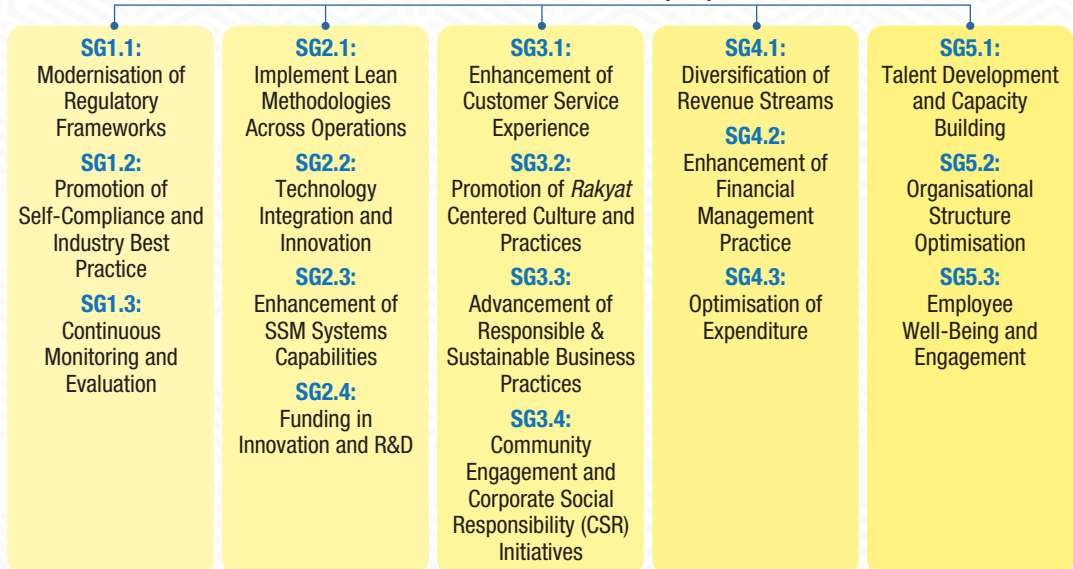 SG1.1:
Modernisation of
Regulatory
Frameworks
SG1.2:
Promotion of
Self-Compliance and
Industry Best
Practice
SG1.3:
Continuous
Monitoring and
Evaluation
SG2.1:
Implement Lean
Methodologies
Across Operations
SG2.2:
Technology
Integration and
Innovation
SG2.3:
Enhancement of
SSM Systems
Capabilities
SG2.4:
Funding in
Innovation and R&D
SG3.1:
Enhancement of
Customer Service
Experience
SG3.2:
Promotion of Rakyat
Centered Culture and
Practices
SG3.3:
Advancement of
Responsible &
Sustainable Business
Practices
SG3.4:
Community
Engagement and
Corporate Social
Responsibility (CSR)
Initiatives
SG4.1:
Diversification of
Revenue Streams
SG4.2:
Enhancement of
Financial
Management
Practice
SG4.3:
Optimisation of
Expenditure
SG5.1:
Talent Development
and Capacity
Building
SG5.2:
Organisational
Structure
Optimisation
SG5.3:
Employee
Well-Being and
Engagement